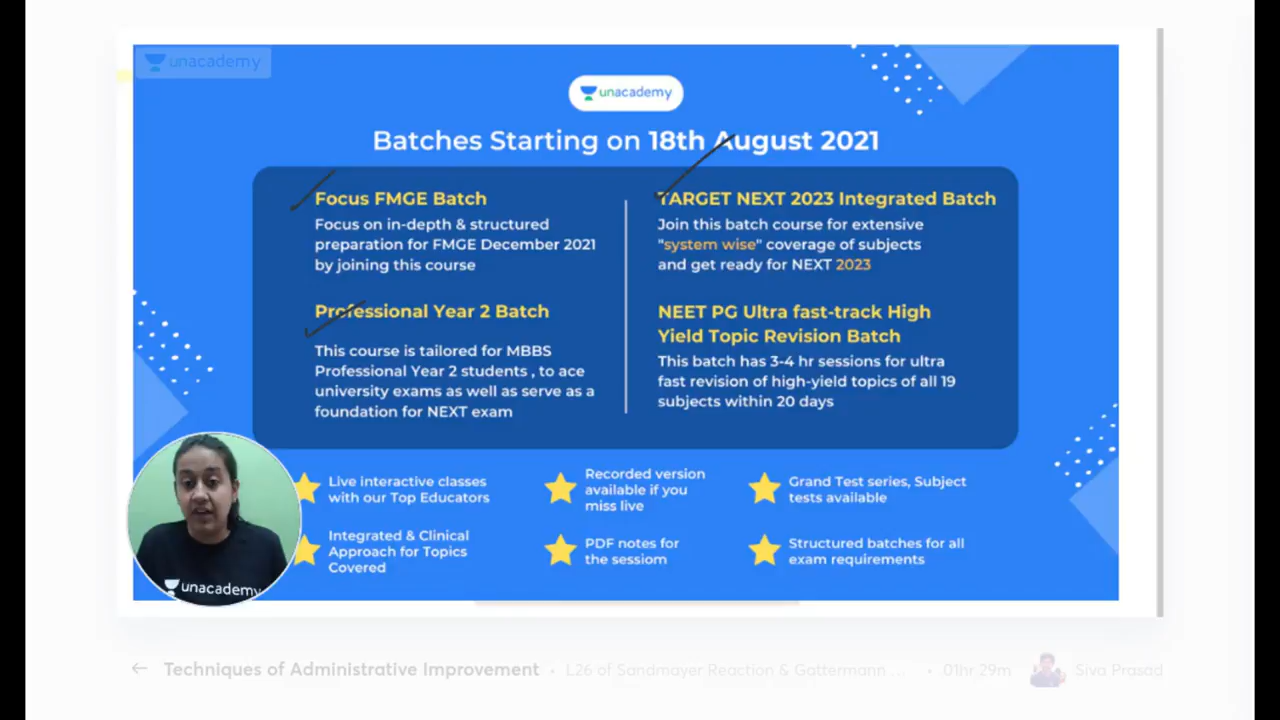 unacademy
unacademy
Batches Starting on 18th August 2021
Focus FMGE Batch
Focus on in-depth & structured
preparation for FMGE December 2021
by joining this course
Professional Year 2 Batch
This course is tailored for MBBS
Professional Year 2 students , to ace
university exams as well as serve as a
foundation for NEXT exam
TARGET NEXT 2023 Integrated Batch
Join this batch course for extensive
"system wise" coverage of subjects
and get ready for NEXT 2023
NEET PG Ultra fast-track High
Yield Topic Revision Batch
This batch has 3-4 hr sessions for ultra
fast revision of high-yield topics of all 19
subjects within 20 days
Live interactive classes
with our Top Educators
Recorded version
available if you
miss live
Grand Test series, Subject
tests available
Integrated & Clinical
Approach for Topics
Covered
PDF notes for
the sessiom
Structured batches for all
exam requirements
unacademy
Techniques of Administrative Improvement • L26 of Sandmayer Reaction & Gattermann ... • 01hr 29m Siva Prasad